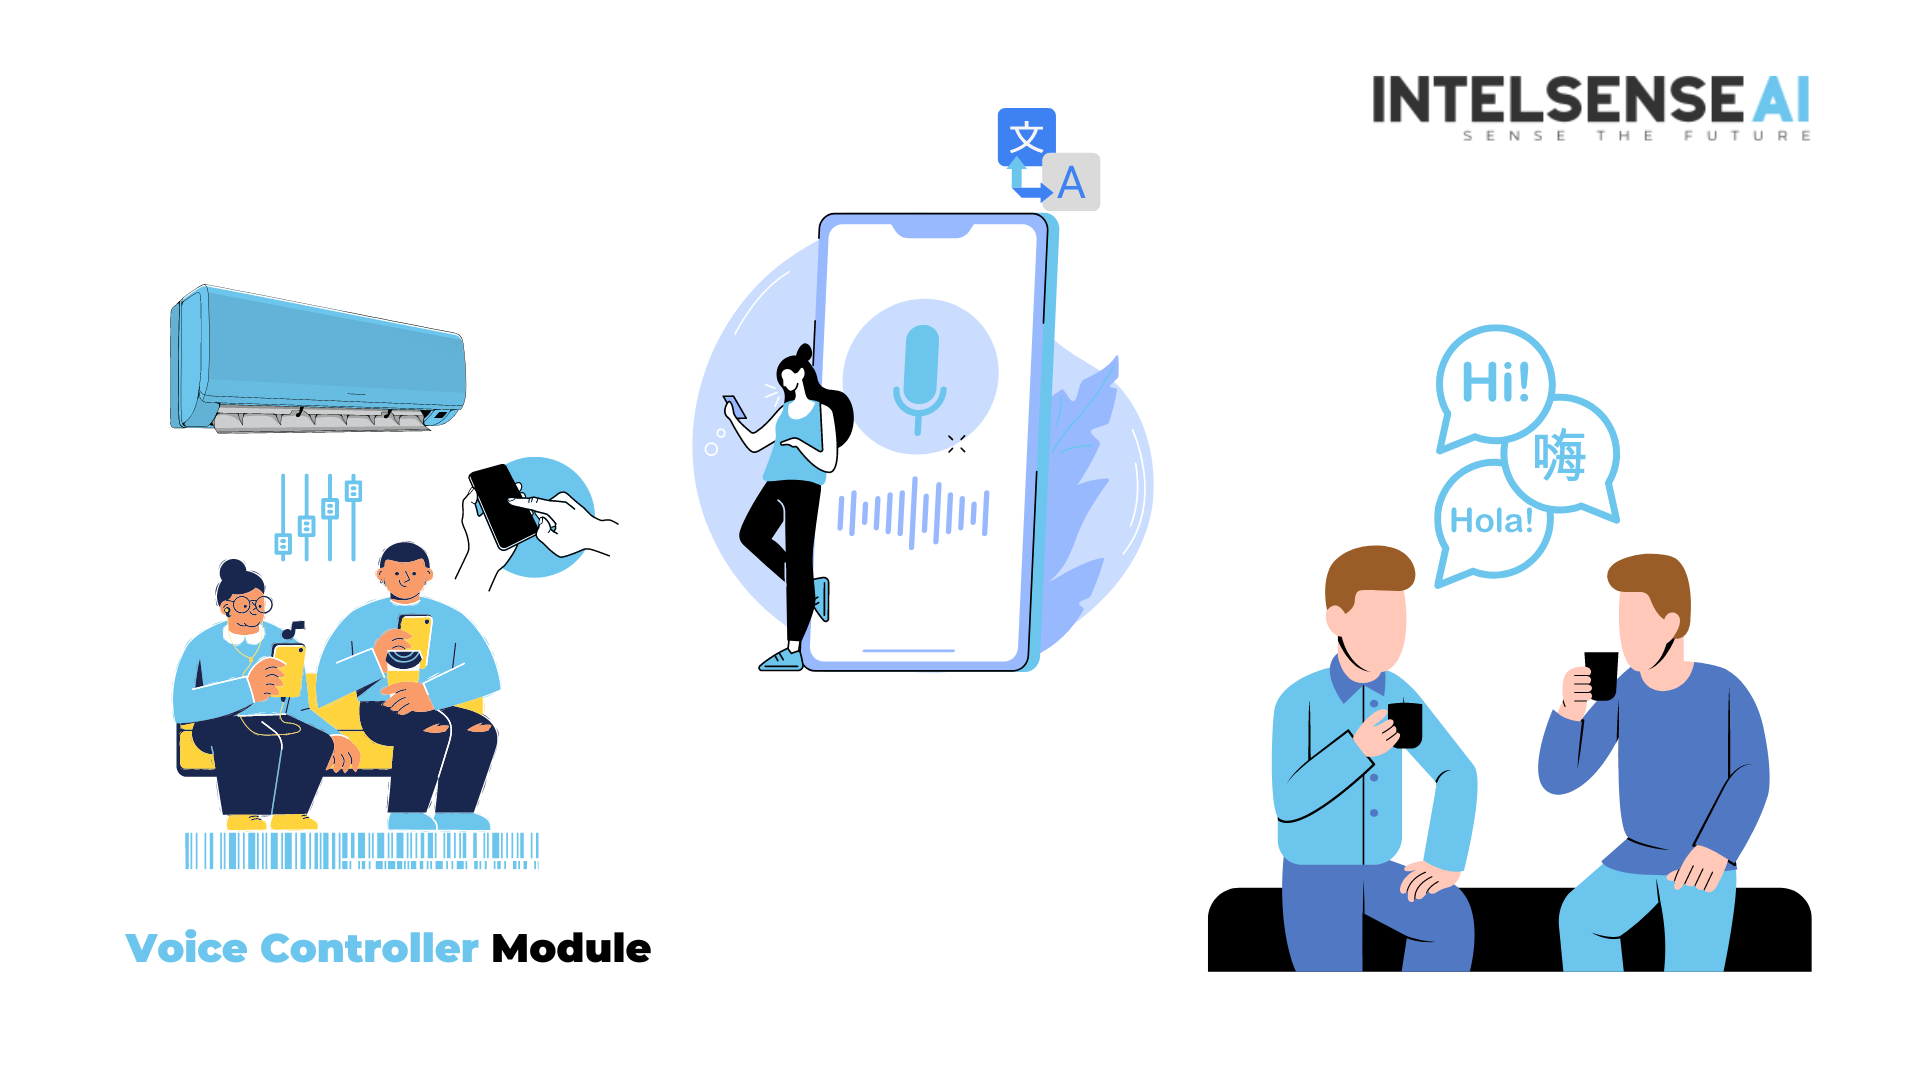 INTELSENSE AI
SENSE THE FUTURE
文
A
Hi!
嗨
Hola!
Voice Controller Module